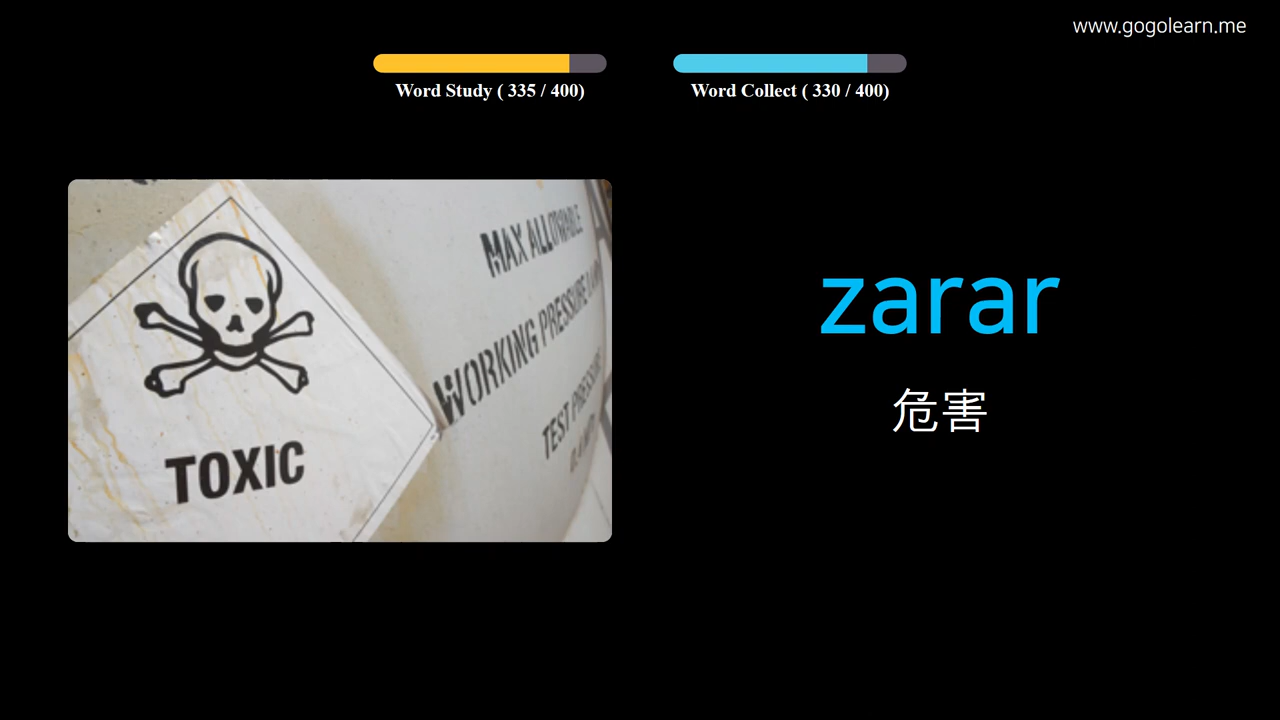 www.gogolearn.me
Word Study ( 335 / 400)
Word Collect ( 330 / 400)
TOXIC
MAX ALLOWABLE
WORKING PRESSURE
TEST PRESSURE
zarar
危害